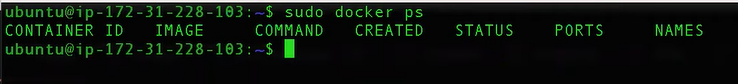 ubuntu@ip-172-31-228-103:~$ sudo docker ps
CONTAINER ID   IMAGE     COMMAND   CREATED   STATUS    PORTS     NAMES
ubuntu@ip-172-31-228-103:~$